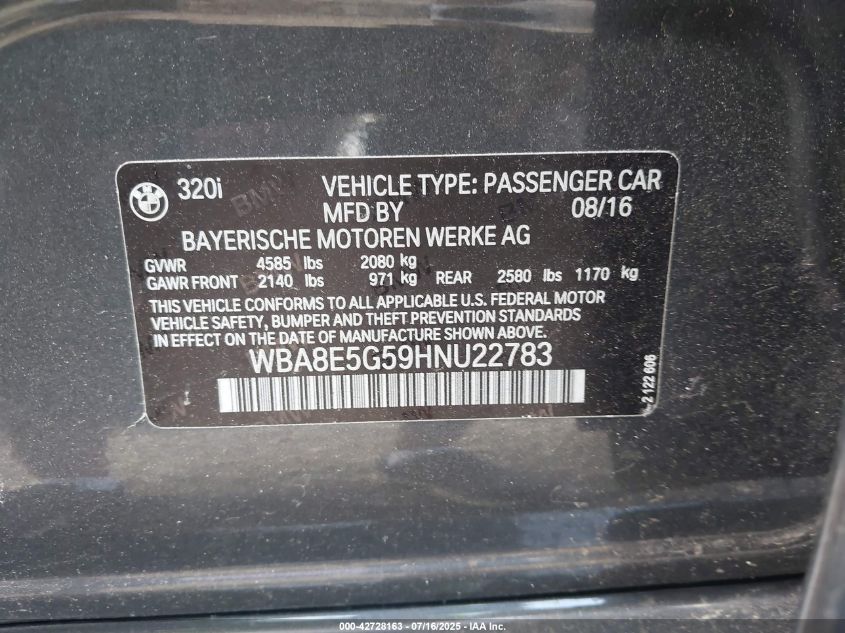 320i VEHICLE TYPE: PASSENGER CAR
MFD BY 08/16
BAYERISCHE MOTOREN WERKE AG
GVWR 4585 lbs 2080 kg
GAWR FRONT 2140 lbs 971 kg REAR 2580 lbs 1170 kg
THIS VEHICLE CONFORMS TO ALL APPLICABLE U.S. FEDERAL MOTOR
VEHICLE SAFETY, BUMPER AND THEFT PREVENTION STANDARDS
IN EFFECT ON THE DATE OF MANUFACTURE SHOWN ABOVE.
WBA8E5G59HNU22783
2 122 606
000-42728163 - 07/16/2025 - IAA Inc.